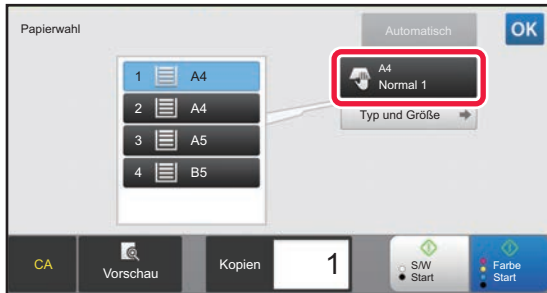 Papierwahl
Automatisch
OK
1 A4
2 A4
3 A5
4 B5
A4
Normal 1
Typ und Größe
CA
Vorschau
Kopien
1
S/W
Start
Farbe
Start